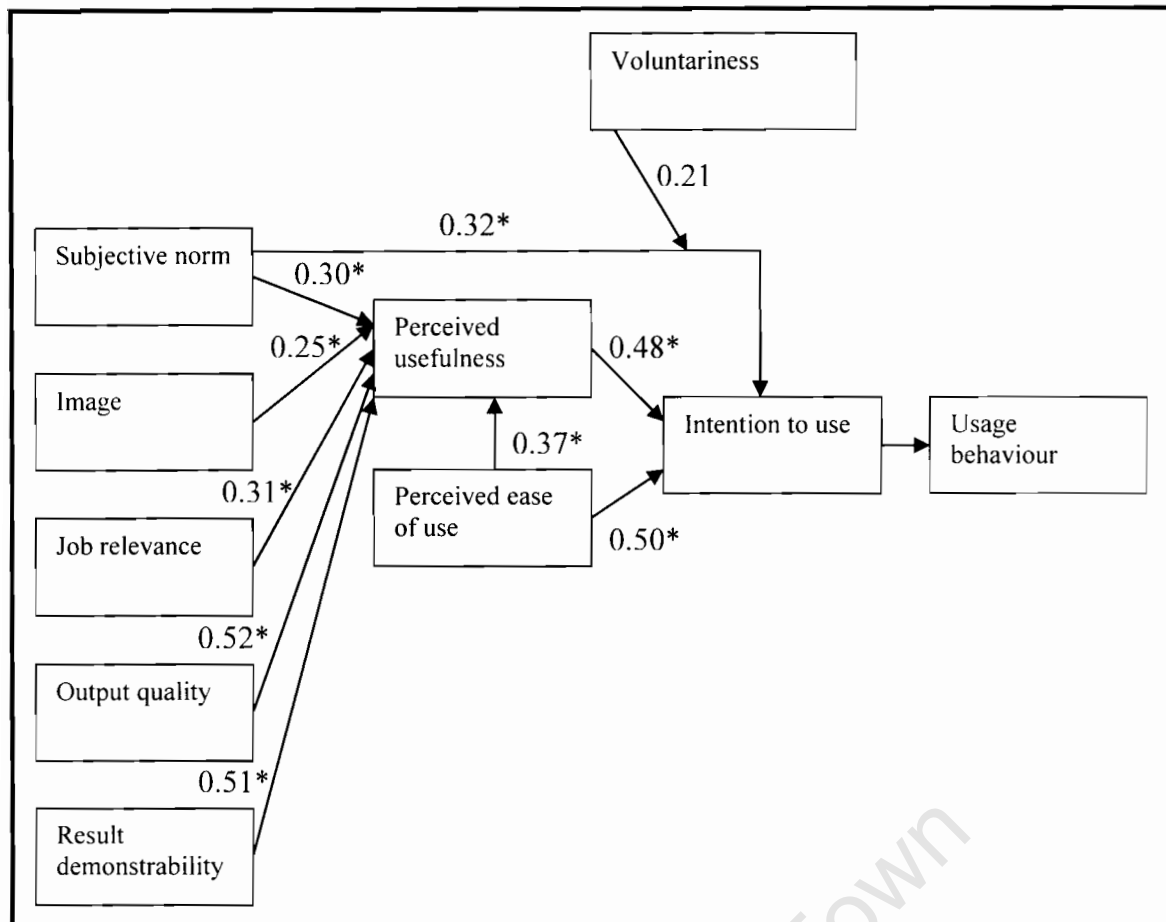 Voluntariness
0.21
0.32*
Subjective norm
0.30*
Perceived
usefulness
0.25*
0.48*
Image
Intention to use
Usage
behaviour
0.37*
Perceived ease
of use
0.31*
0.50*
Job relevance
0.52*
Output quality
0.51*
Result
demonstrability
Town